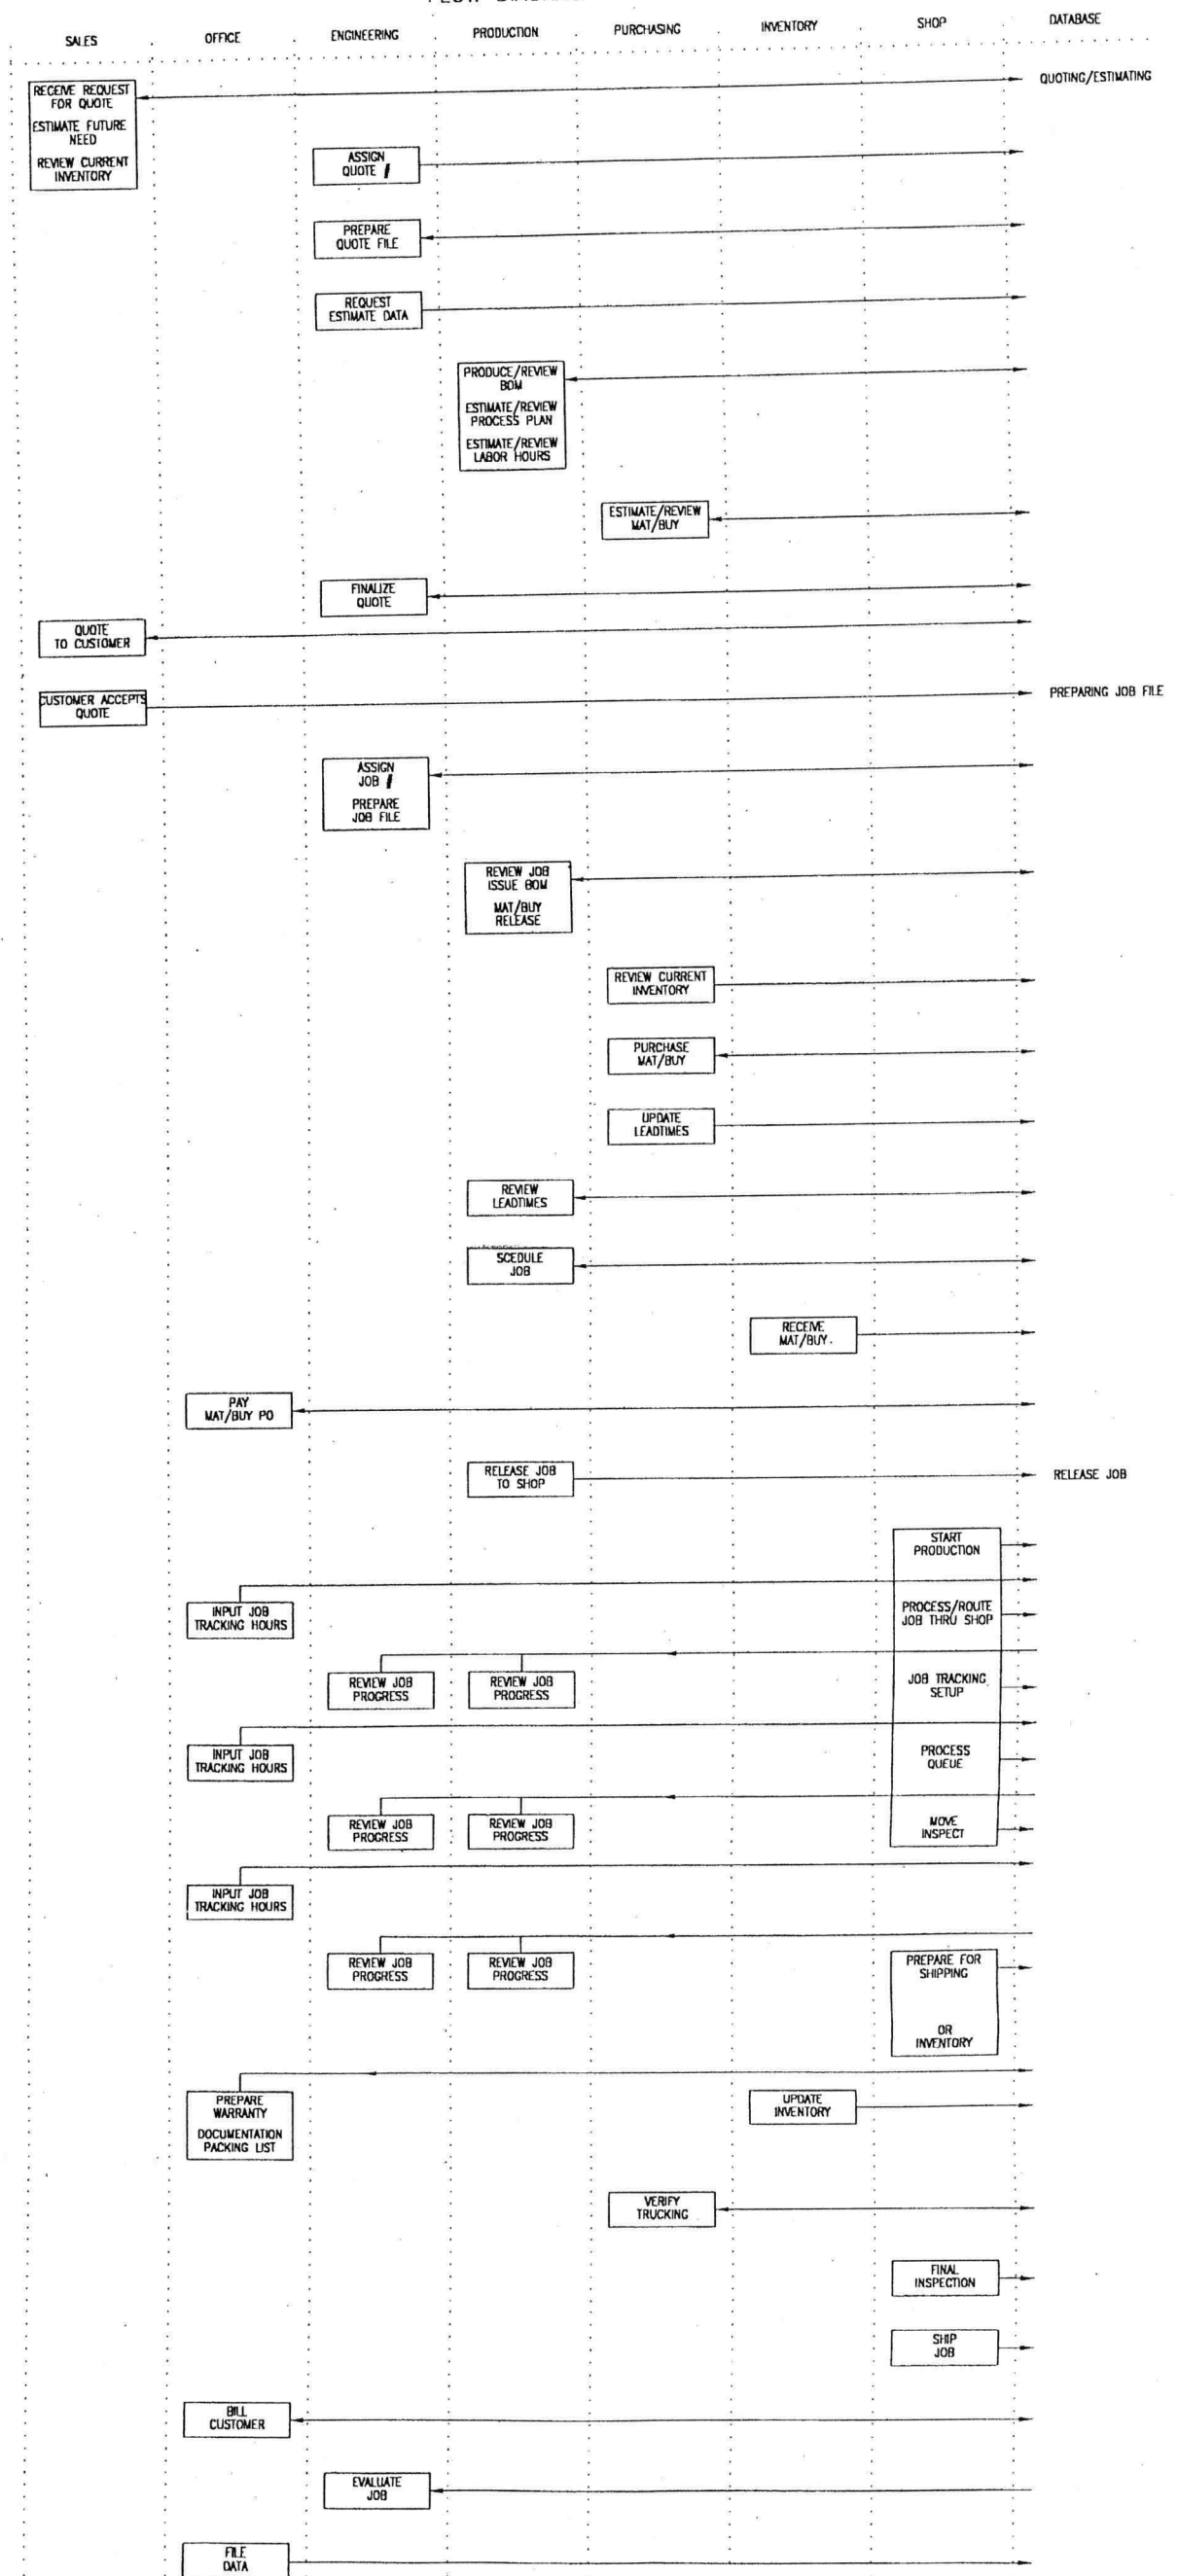 SALES OFFICE ENGINEERING PRODUCTION PURCHASING INVENTORY SHOP DATABASE
RECEIVE REQUEST
FOR QUOTE
ESTIMATE FUTURE
NEED
REVIEW CURRENT
INVENTORY
QUOTING/ESTIMATING
ASSIGN
QUOTE #
PREPARE
QUOTE FILE
REQUEST
ESTIMATE DATA
PRODUCE/REVIEW
BOM
ESTIMATE/REVIEW
PROCESS PLAN
ESTIMATE/REVIEW
LABOR HOURS
ESTIMATE/REVIEW
MAT/BUY
FINALIZE
QUOTE
QUOTE
TO CUSTOMER
CUSTOMER ACCEPTS
QUOTE
PREPARING JOB FILE
ASSIGN
JOB #
PREPARE
JOB FILE
REVIEW JOB
ISSUE BOM
MAT/BUY
RELEASE
REVIEW CURRENT
INVENTORY
PURCHASE
MAT/BUY
UPDATE
LEADTIMES
REVIEW
LEADTIMES
SCEDULE
JOB
RECEIVE
MAT/BUY
PAY
MAT/BUY PO
RELEASE JOB
TO SHOP
RELEASE JOB
START
PRODUCTION
INPUT JOB
TRACKING HOURS
PROCESS/ROUTE
JOB THRU SHOP
REVIEW JOB
PROGRESS
REVIEW JOB
PROGRESS
JOB TRACKING
SETUP
INPUT JOB
TRACKING HOURS
PROCESS
QUEUE
REVIEW JOB
PROGRESS
REVIEW JOB
PROGRESS
MOVE
INSPECT
INPUT JOB
TRACKING HOURS
REVIEW JOB
PROGRESS
REVIEW JOB
PROGRESS
PREPARE FOR
SHIPPING
OR
INVENTORY
PREPARE
WARRANTY
DOCUMENTATION
PACKING LIST
UPDATE
INVENTORY
VERIFY
TRUCKING
FINAL
INSPECTION
SHIP
JOB
BILL
CUSTOMER
EVALUATE
JOB
FILE
DATA